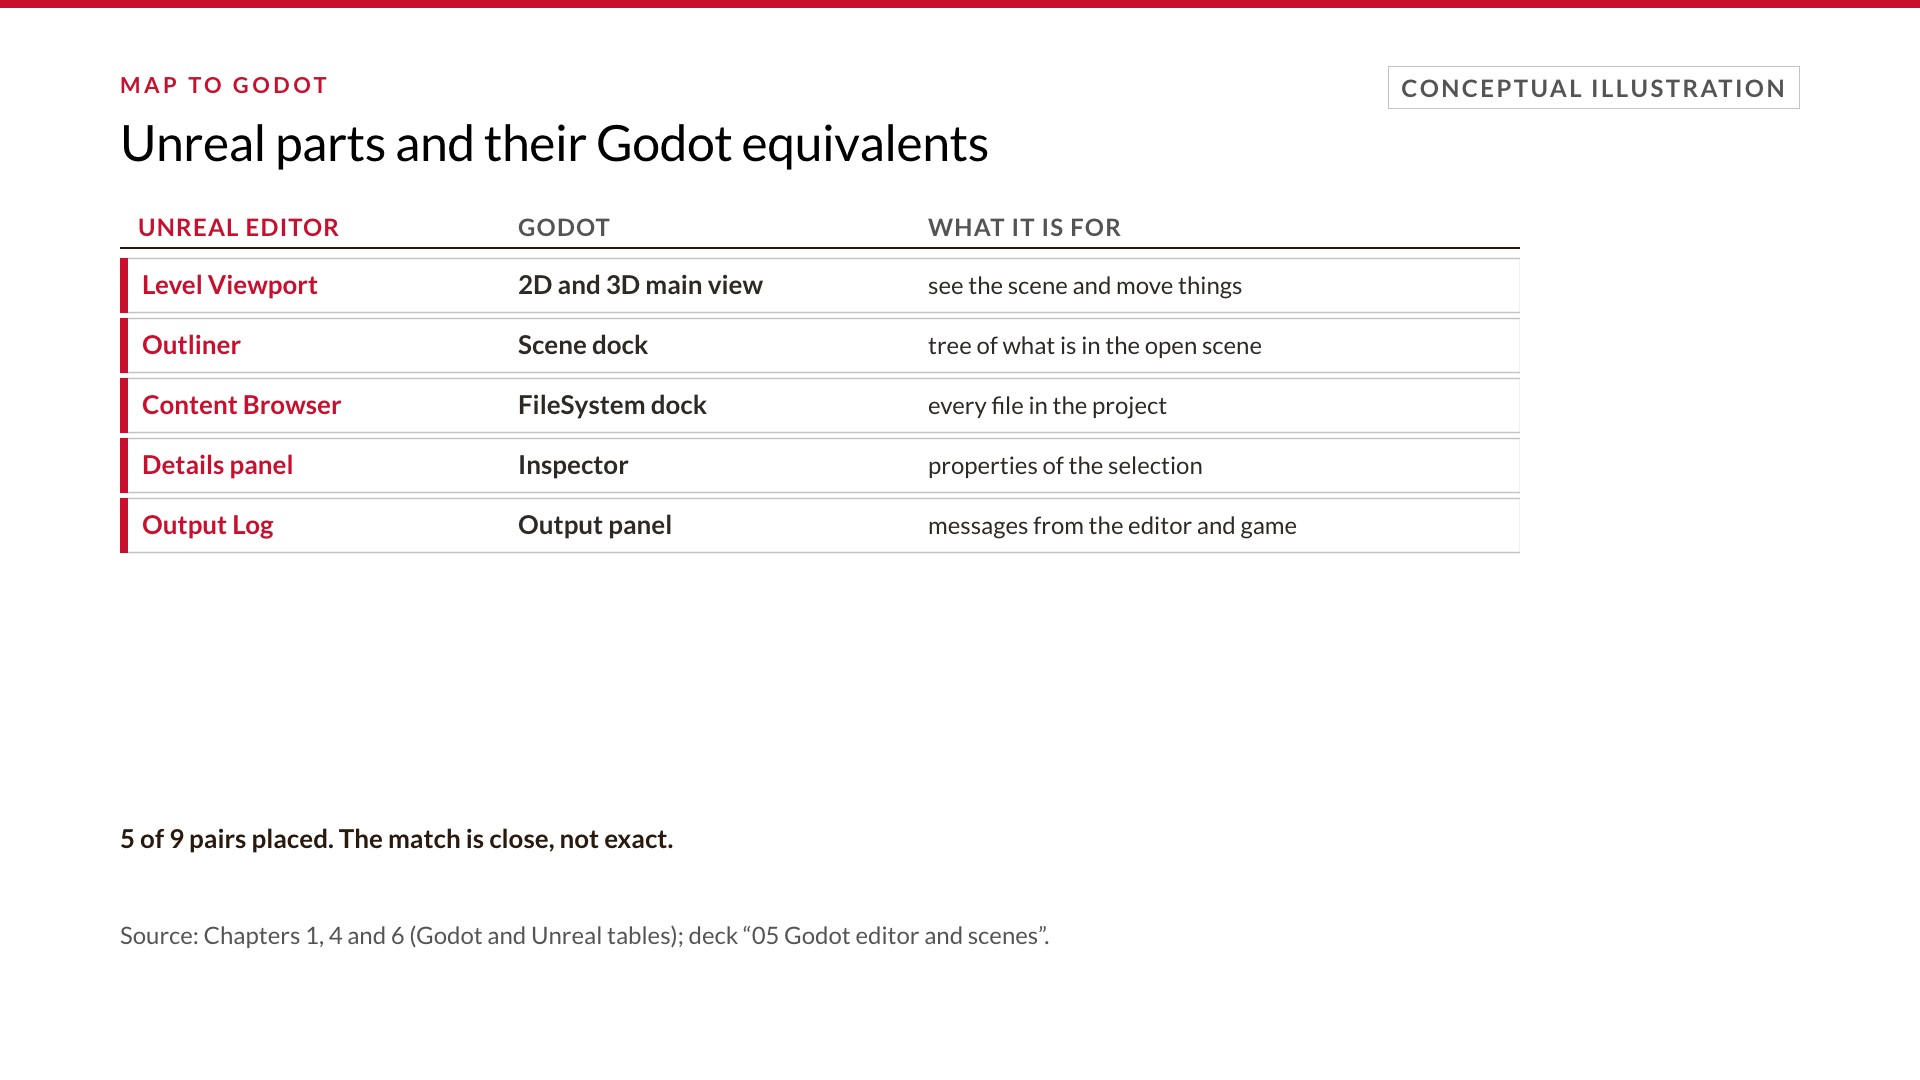 MAP TO GODOT
CONCEPTUAL ILLUSTRATION
Unreal parts and their Godot equivalents
UNREAL EDITOR GODOT WHAT IT IS FOR
Level Viewport 2D and 3D main view see the scene and move things
Outliner Scene dock tree of what is in the open scene
Content Browser FileSystem dock every file in the project
Details panel Inspector properties of the selection
Output Log Output panel messages from the editor and game
5 of 9 pairs placed. The match is close, not exact.
Source: Chapters 1, 4 and 6 (Godot and Unreal tables); deck “05 Godot editor and scenes”.